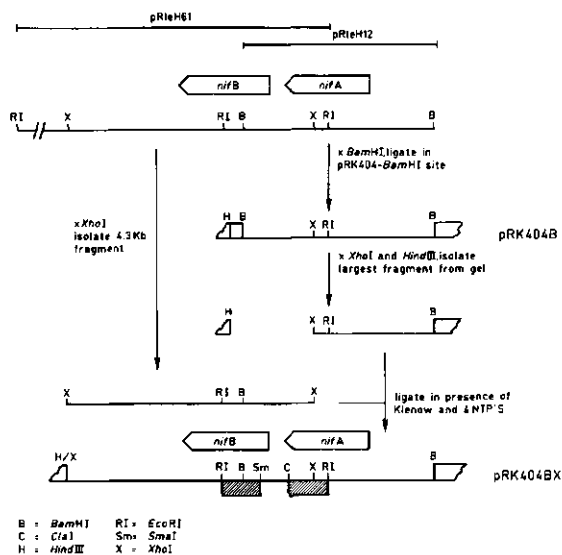 pRleH61
pRleH12
nifB
nifA
RI X RI B X RI B
x BamHI, ligate in
pRK404-BamHI
site
x XhoI
isolate 4.3Kb
fragment
H B X RI B
pRK404B
x XhoI and HindIII, isolate
largest fragment from gel
H X RI B
X RI B X
ligate in presence of
Klenow and dNTP'S
nifB
nifA
H/X RI B Sm C X RI B
pRK404BX
B = BamHI RI = EcoRI
C = ClaI Sm = SmaI
H = HindIII X = XhoI